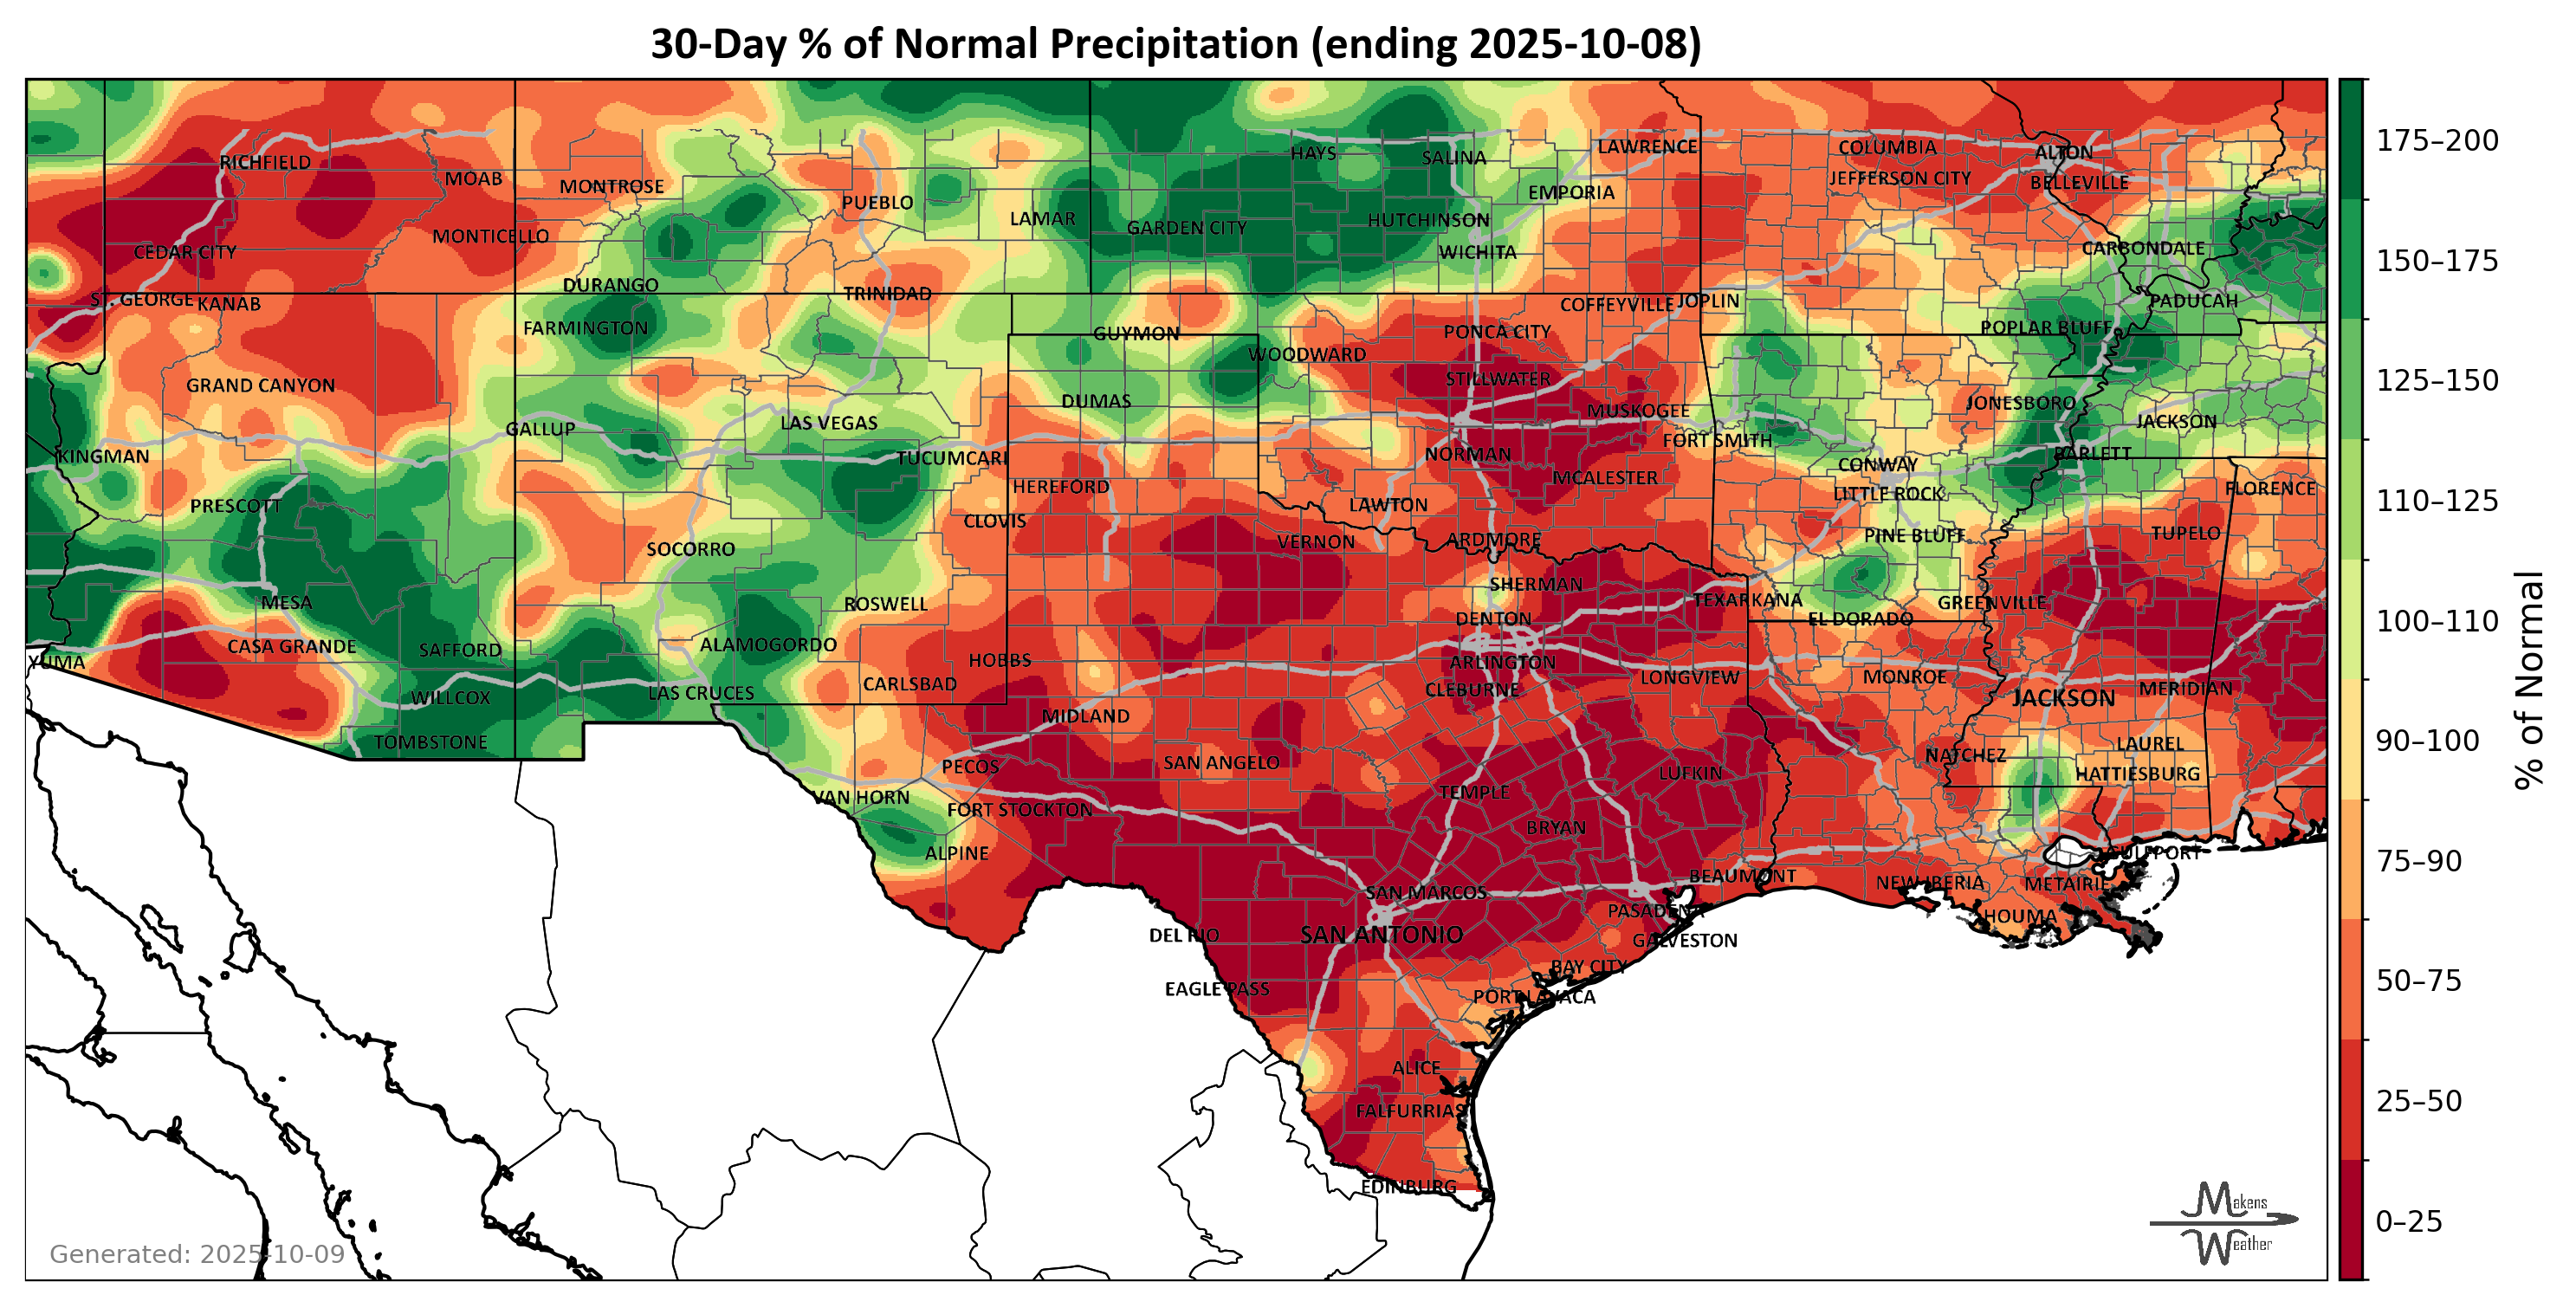 30-Day % of Normal Precipitation (ending 2025-10-08)
HAYS
SALINA
LAWRENCE
COLUMBIA
ALTON
RICHFIELD
MOAB
MONTROSE
PUEBLO
EMPORIA
JEFFERSON CITY
BELLEVILLE
LAMAR
GARDEN CITY
HUTCHINSON
MONTICELLO
CEDAR CITY
WICHITA
CARBONDALE
DURANGO
TRINIDAD
ST. GEORGE
KANAB
COFFEYVILLE
JOPLIN
PADUCAH
FARMINGTON
GUYMON
PONCA CITY
POPLAR BLUFF
WOODWARD
GRAND CANYON
STILLWATER
DUMAS
MUSKOGEE
JONESBORO
GALLUP
LAS VEGAS
JACKSON
FORT SMITH
KINGMAN
TUCUMCARI
NORMAN
BARLETT
CONWAY
PRESCOTT
HEREFORD
MCALESTER
LITTLE ROCK
FLORENCE
LAWTON
CLOVIS
SOCORRO
VERNON
ARDMORE
PINE BLUFF
TUPELO
SHERMAN
MESA
ROSWELL
DENTON
TEXARKANA
GREENVILLE
EL DORADO
CASA GRANDE
SAFFORD
ALAMOGORDO
YUMA
HOBBS
ARLINGTON
WILLCOX
LAS CRUCES
CARLSBAD
CLEBURNE
LONGVIEW
MONROE
JACKSON
MERIDIAN
MIDLAND
TOMBSTONE
PECOS
SAN ANGELO
LUFKIN
NATCHEZ
LAUREL
HATTIESBURG
VAN HORN
FORT STOCKTON
TEMPLE
BRYAN
ALPINE
GULFPORT
SAN MARCOS
BEAUMONT
NEW IBERIA
METAIRIE
PASADENA
HOUMA
DEL RIO
SAN ANTONIO
GALVESTON
BAY CITY
EAGLE PASS
PORT LAVACA
ALICE
FALFURRIAS
EDINBURG
175–200
150–175
125–150
110–125
100–110
90–100
75–90
50–75
25–50
0–25
% of Normal
Generated: 2025-10-09
Makens
Weather